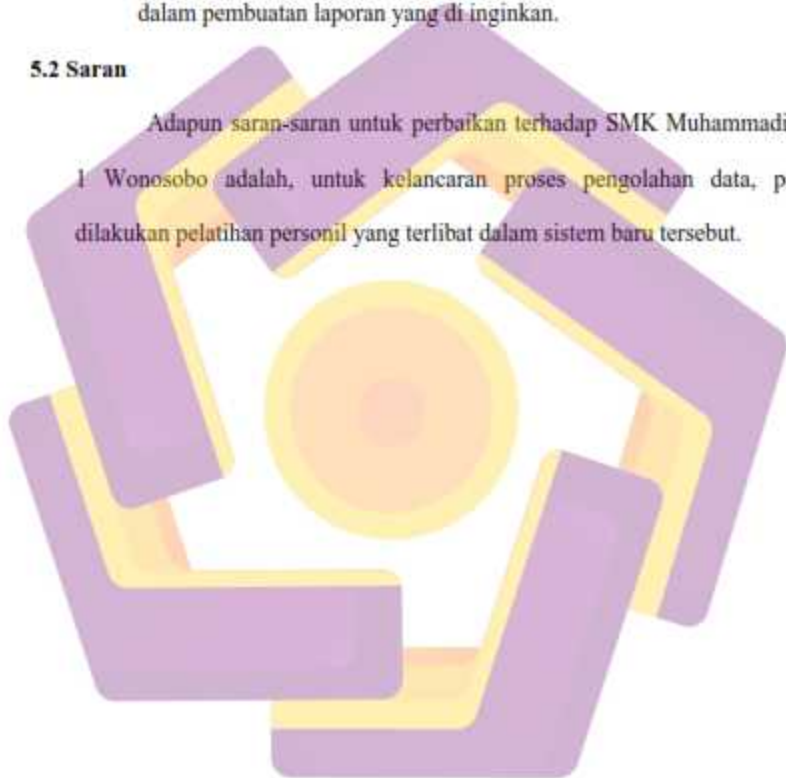 dalam pembuatan laporan yang di inginkan.
5.2 Saran
Adapun saran-saran untuk perbaikan terhadap SMK Muhammadi
1 Wonosobo adalah, untuk kelancaran proses pengolahan data, p
dilakukan pelatihan personil yang terlibat dalam sistem baru tersebut.